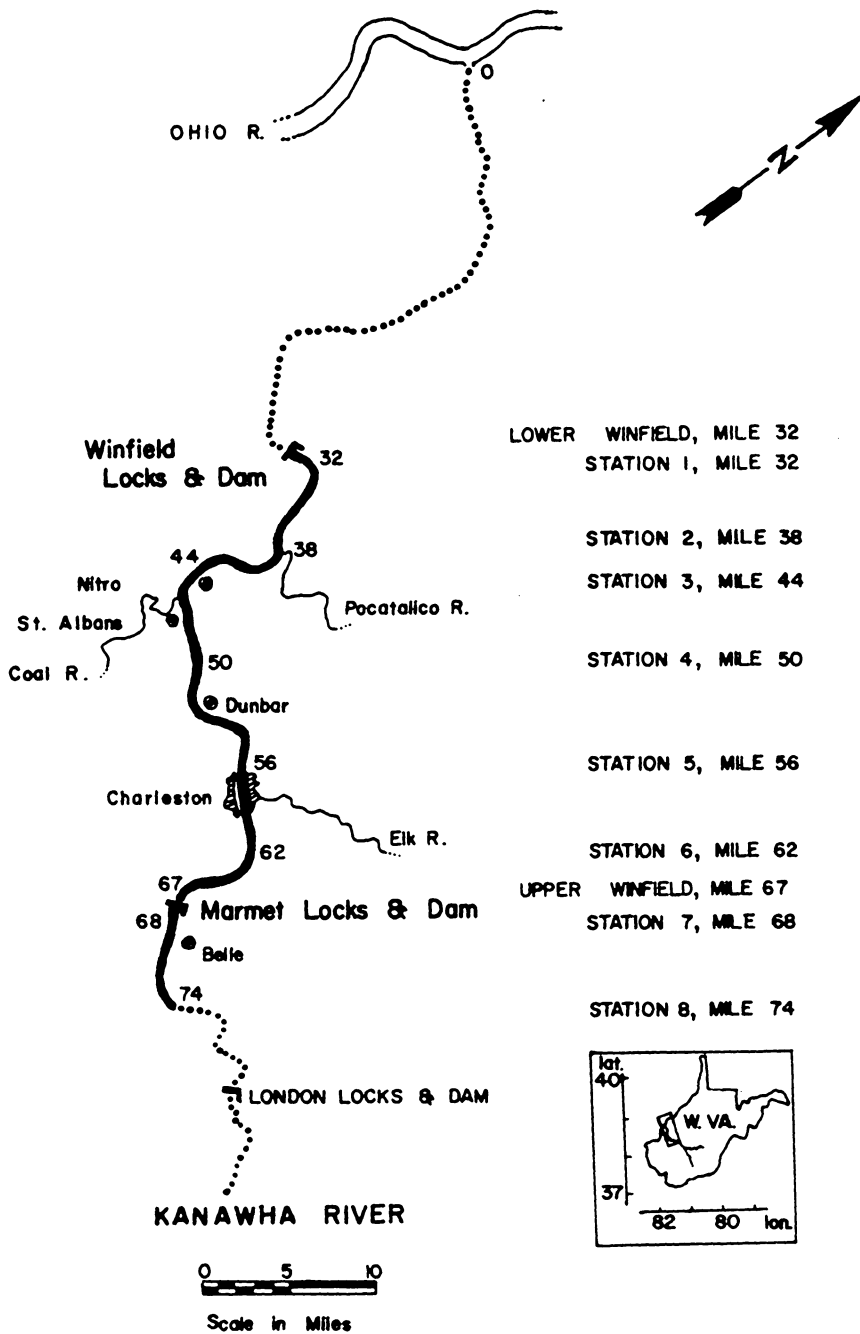 O
OHIO R.
N
Winfield
Locks & Dam
32
44
38
Nitro
St. Albans
Coal R.
Pocatalico R.
50
Dunbar
56
Charleston
Elk R.
62
67
Marmet Locks & Dam
68
Belle
74
LONDON LOCKS & DAM
KANAWHA RIVER
0 5 10
Scale in Miles
LOWER WINFIELD, MILE 32
STATION 1, MILE 32
STATION 2, MILE 38
STATION 3, MILE 44
STATION 4, MILE 50
STATION 5, MILE 56
STATION 6, MILE 62
UPPER WINFIELD, MILE 67
STATION 7, MILE 68
STATION 8, MILE 74
lat.
40
W. VA.
37
82 80 lon.